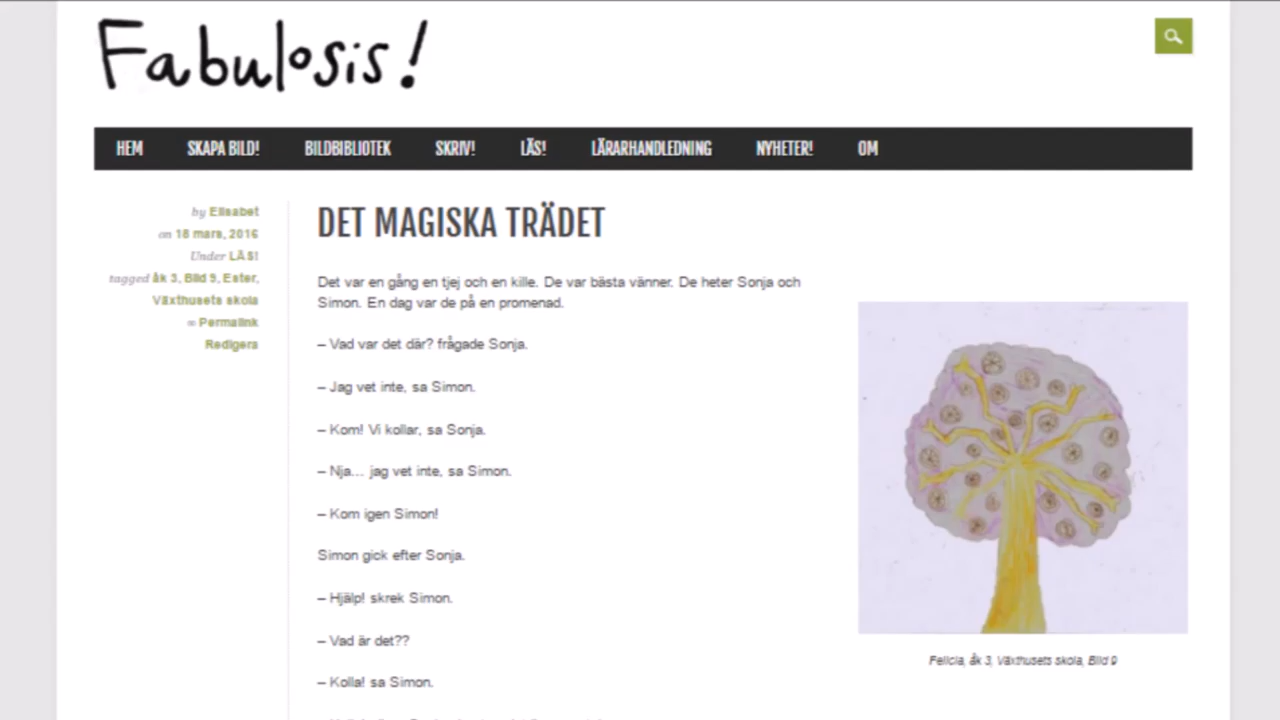 Fabulosis!
HEM SKAPA BILD! BILDBIBLIOTEK SKRIV! LÄS! LÄRARHANDLEDNING NYHETER! OM
by Elisabet
on 18 mars, 2016
Under LÄS!
tagged åk 3, Bild 9, Ester,
Växthusets skola
∞ Permalink
Redigera
DET MAGISKA TRÄDET
Det var en gång en tjej och en kille. De var bästa vänner. De heter Sonja och
Simon. En dag var de på en promenad.
– Vad var det där? frågade Sonja.
– Jag vet inte, sa Simon.
– Kom! Vi kollar, sa Sonja.
– Nja... jag vet inte, sa Simon.
– Kom igen Simon!
Simon gick efter Sonja.
– Hjälp! skrek Simon.
– Vad är det??
– Kolla! sa Simon.
Felicia, åk 3, Växthusets skola, Bild 9